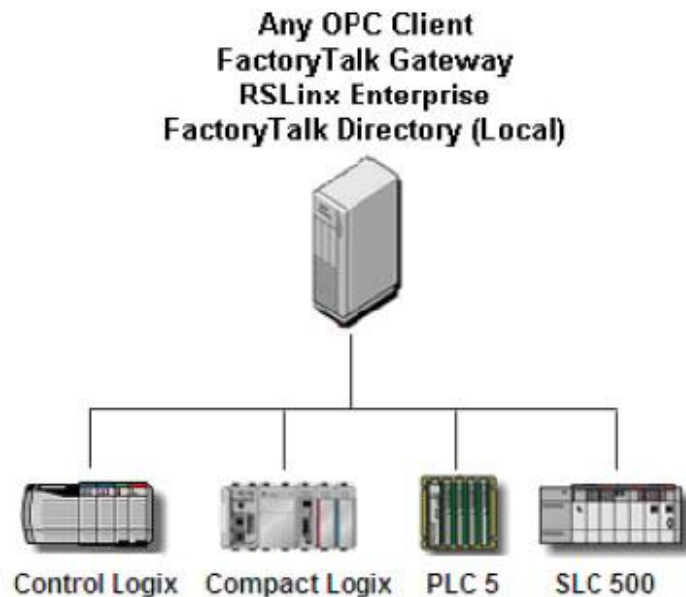 Any OPC Client
FactoryTalk Gateway
RSLinx Enterprise
FactoryTalk Directory (Local)
Control Logix Compact Logix PLC 5 SLC 500